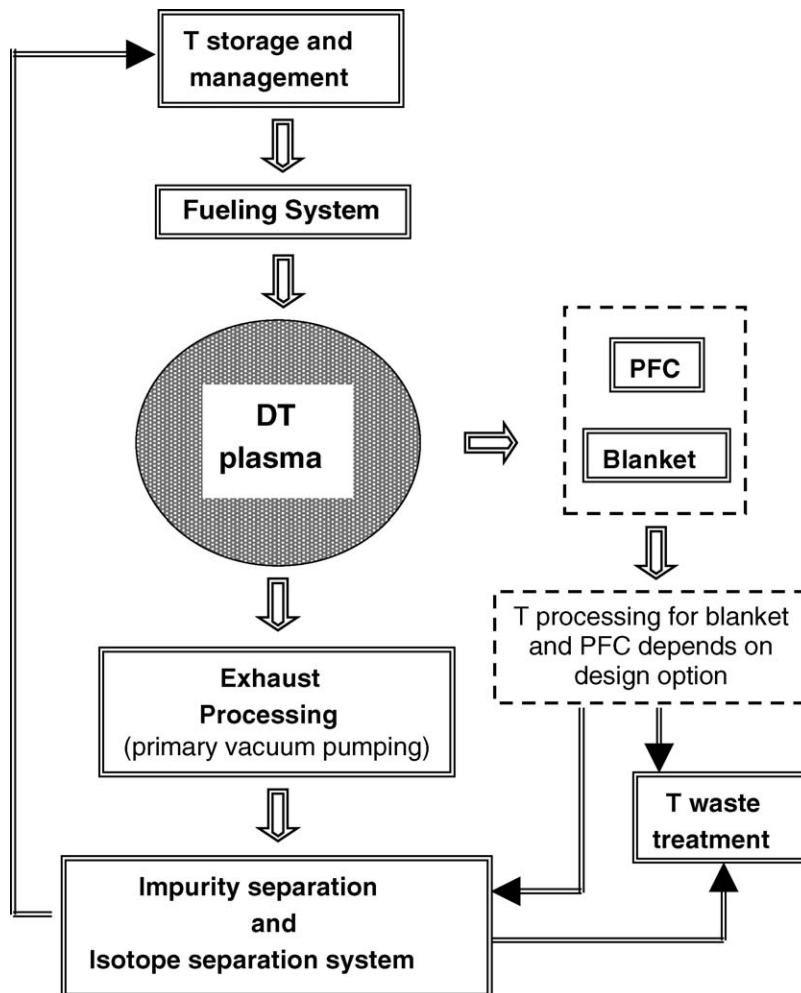 T storage and
management
Fueling System
DT
plasma
PFC
Blanket
T processing for blanket
and PFC depends on
design option
Exhaust
Processing
(primary vacuum pumping)
T waste
treatment
Impurity separation
and
Isotope separation system